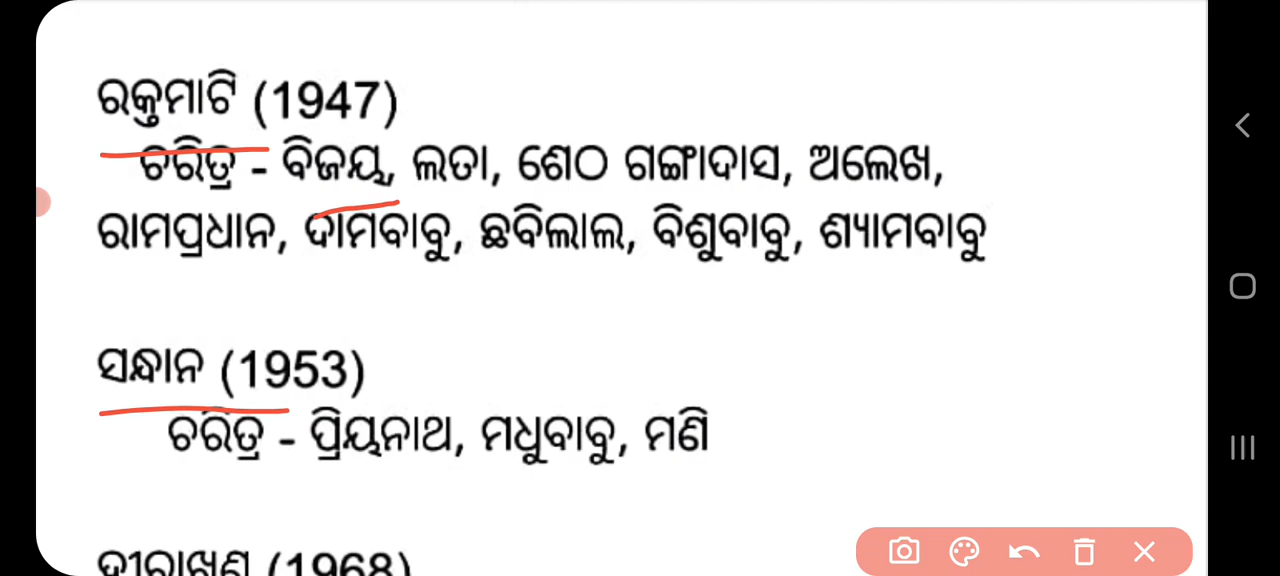 ରକ୍ତମାଟି (1947)
ଚରିତ୍ର - ବିଜୟ, ଲତା, ଶେଠ ଗଙ୍ଗାଦାସ, ଅଲେଖ,
ରାମପ୍ରଧାନ, ଦାମବାବୁ, ଛବିଲାଲ, ବିଶୁବାବୁ, ଶ୍ୟାମବାବୁ
ସନ୍ଧାନ (1953)
ଚରିତ୍ର - ପ୍ରିୟନାଥ, ମଧୁବାବୁ, ମଣି
(1968)